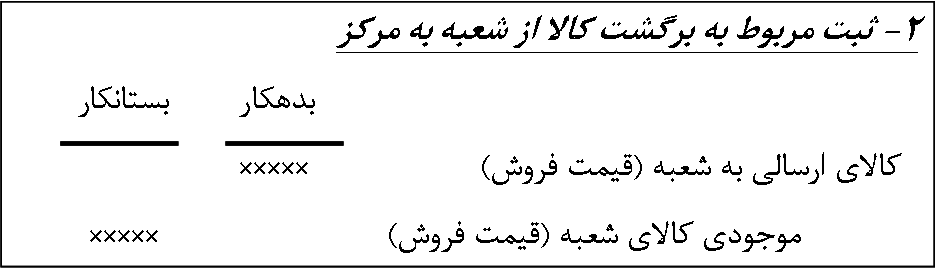 ۲- ثبت مربوط به برگشت کالا از شعبه به مرکز
بدهکار بستانکار
کالای ارسالی به شعبه (قیمت فروش) ×××××
موجودی کالای شعبه (قیمت فروش) ×××××